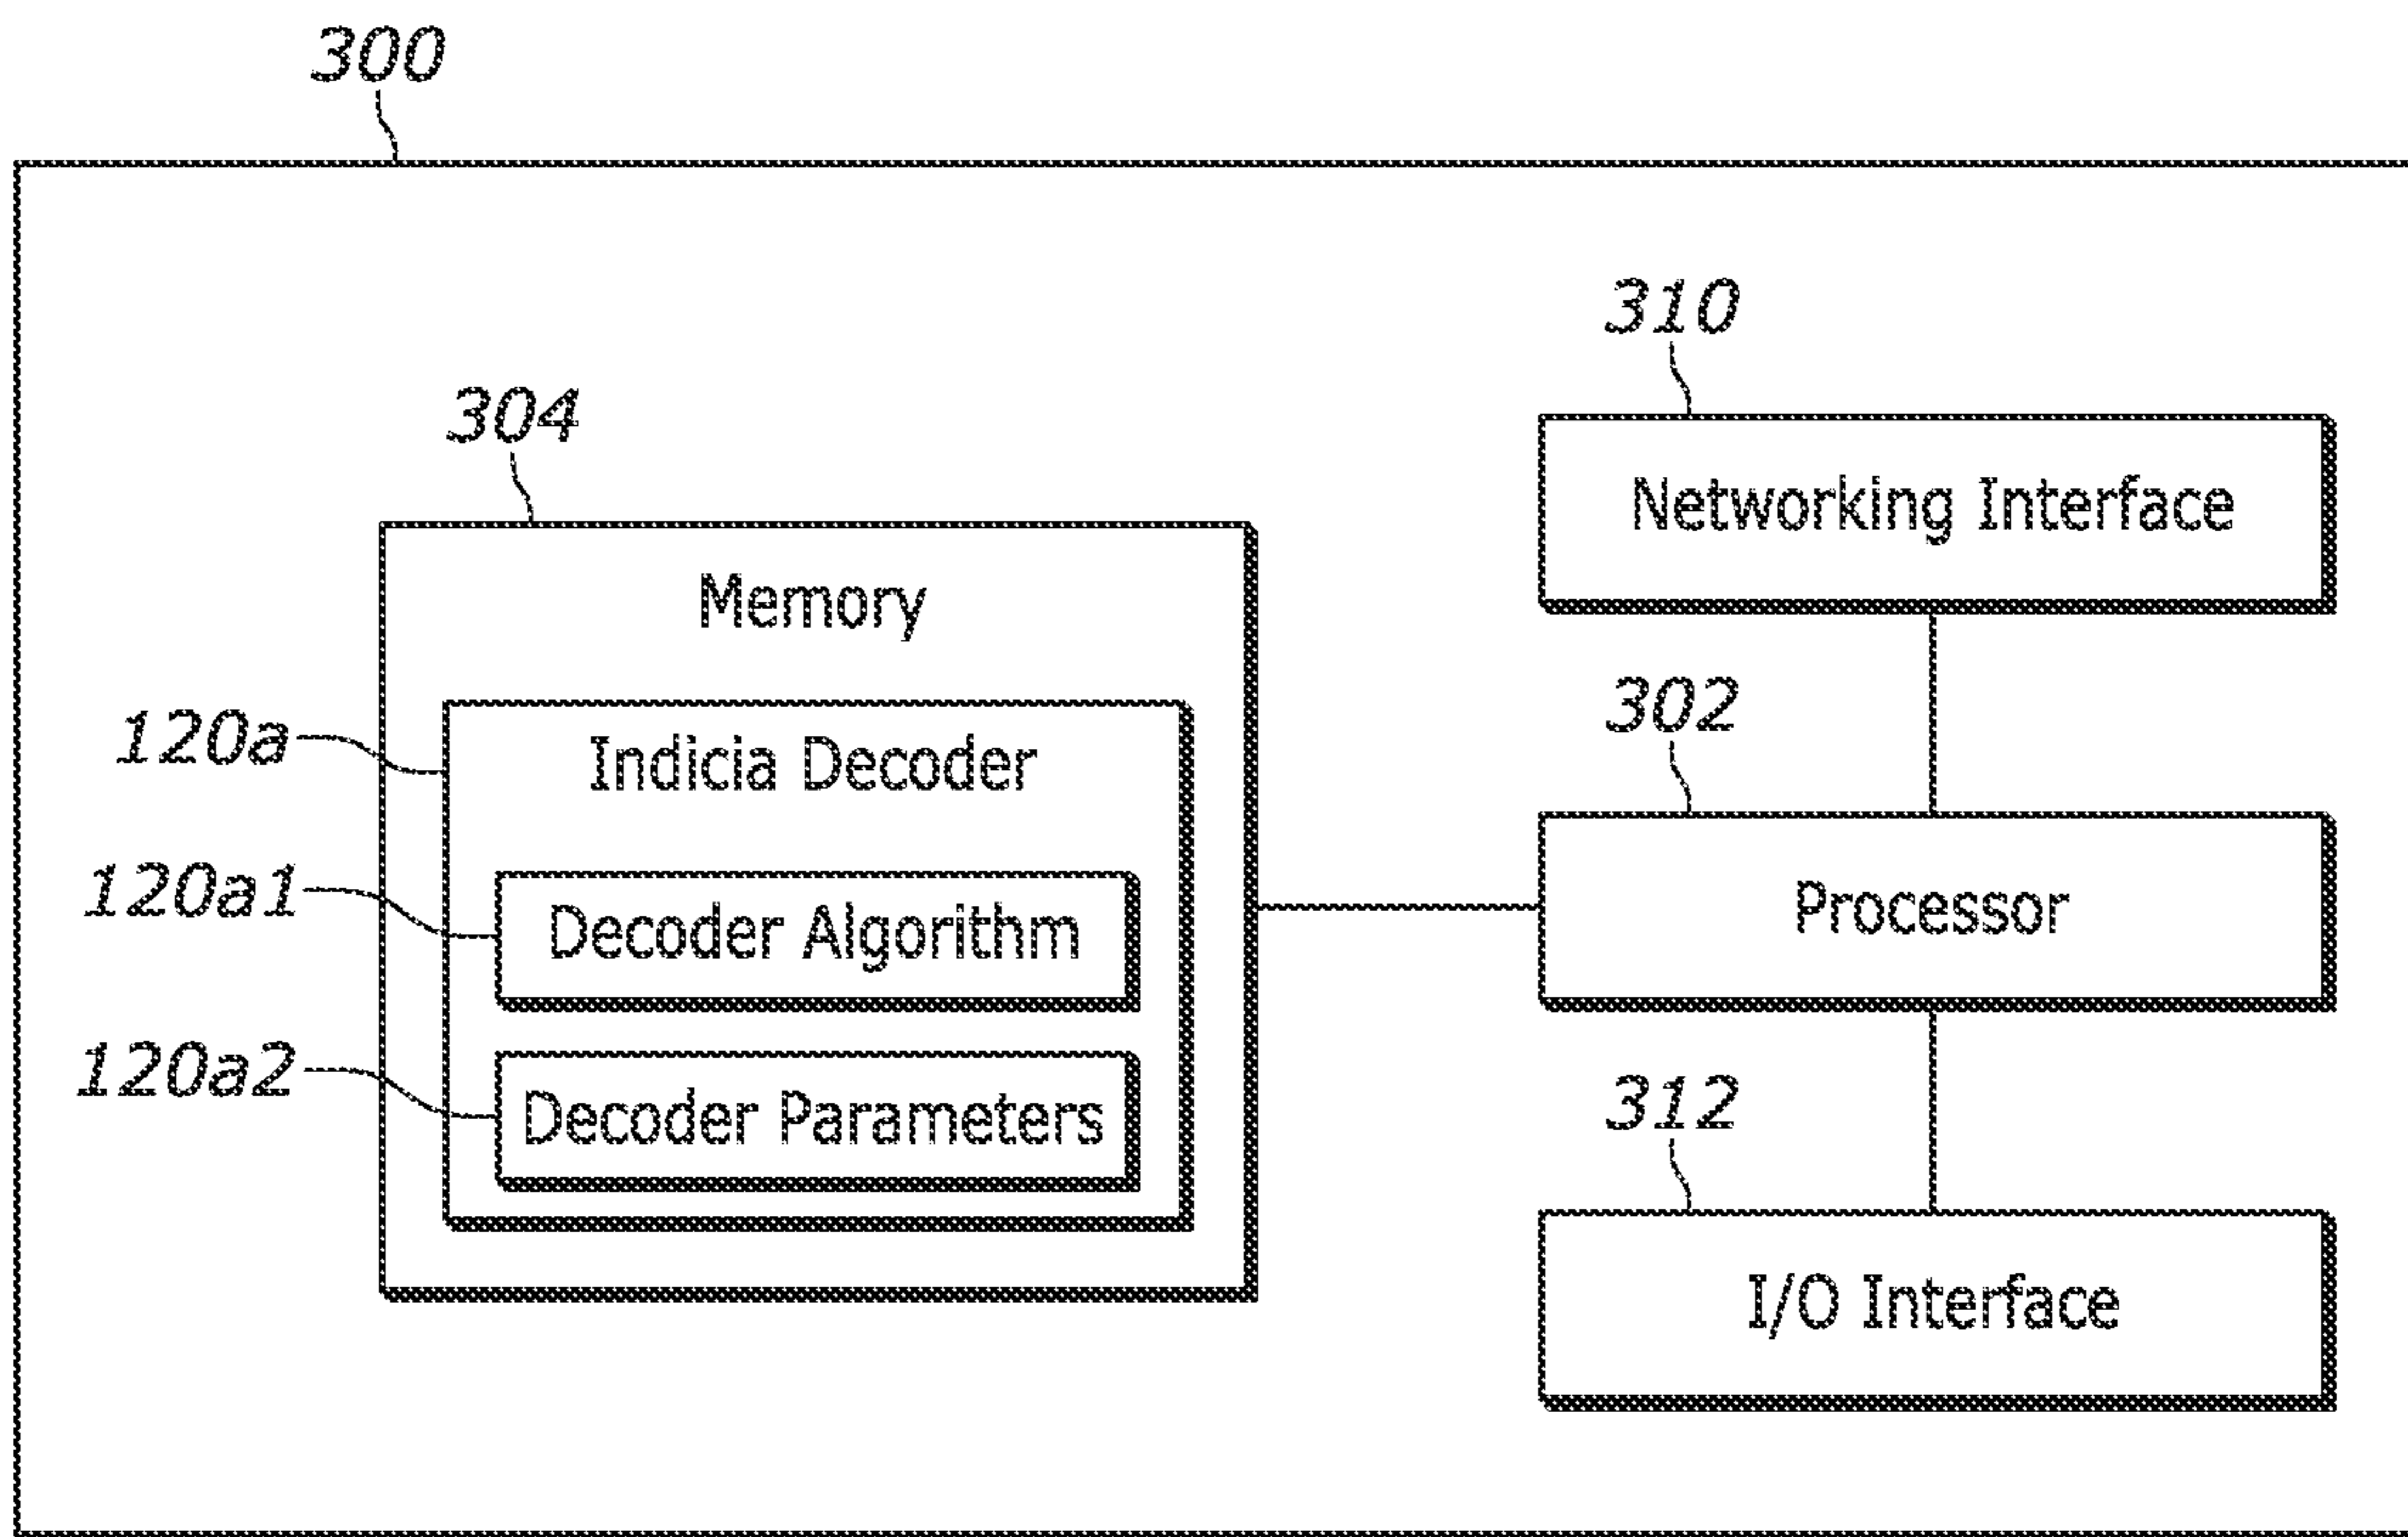 300
310
304
Networking Interface
Memory
302
120a
Indicia Decoder
120a1
Decoder Algorithm
Processor
120a2
Decoder Parameters
312
I/O Interface